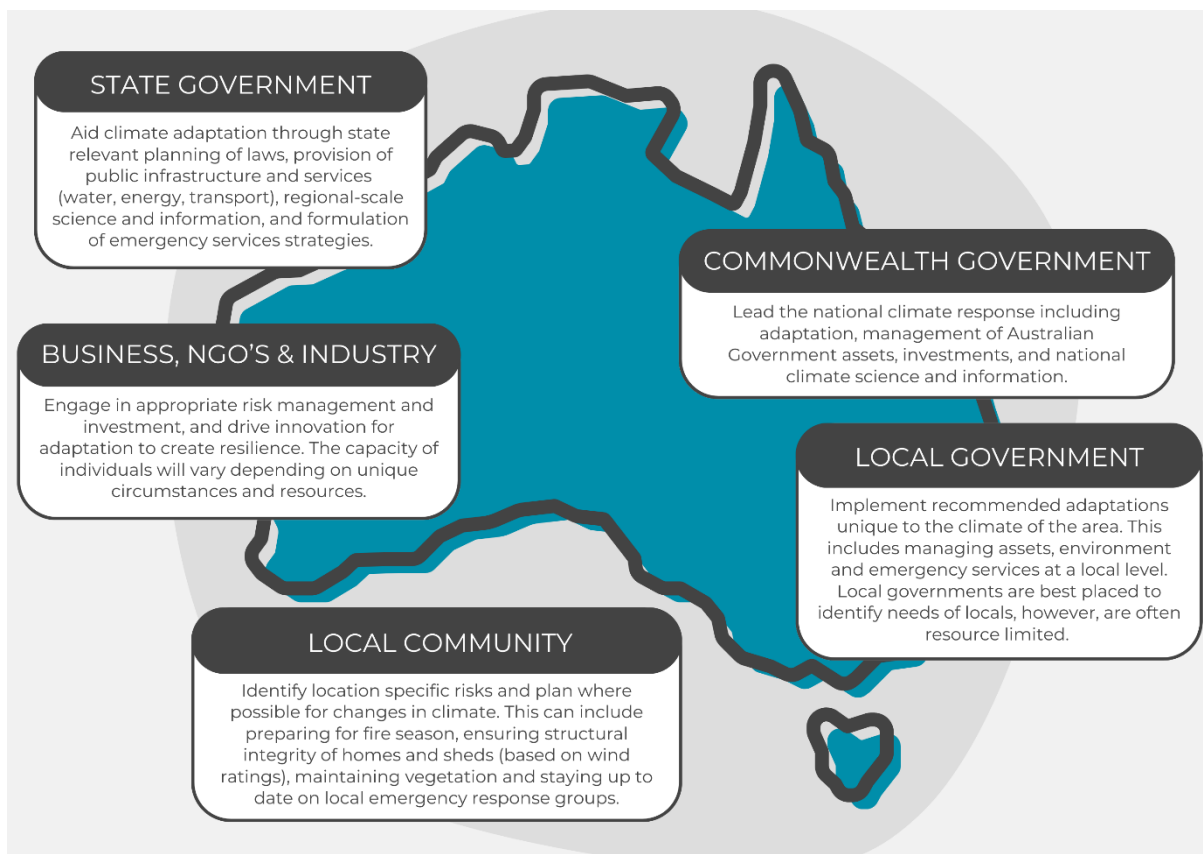 STATE GOVERNMENT
Aid climate adaptation through state
relevant planning of laws, provision of
public infrastructure and services
(water, energy, transport), regional-scale
science and information, and formulation
of emergency services strategies.
COMMONWEALTH GOVERNMENT
Lead the national climate response including
adaptation, management of Australian
Government assets, investments, and national
climate science and information.
BUSINESS, NGO'S & INDUSTRY
Engage in appropriate risk management and
investment, and drive innovation for
adaptation to create resilience. The capacity of
individuals will vary depending on unique
circumstances and resources.
LOCAL GOVERNMENT
Implement recommended adaptations
unique to the climate of the area. This
includes managing assets, environment
and emergency services at a local level.
Local governments are best placed to
identify needs of locals, however, are often
resource limited.
LOCAL COMMUNITY
Identify location specific risks and plan where
possible for changes in climate. This can include
preparing for fire season, ensuring structural
integrity of homes and sheds (based on wind
ratings), maintaining vegetation and staying up to
date on local emergency response groups.